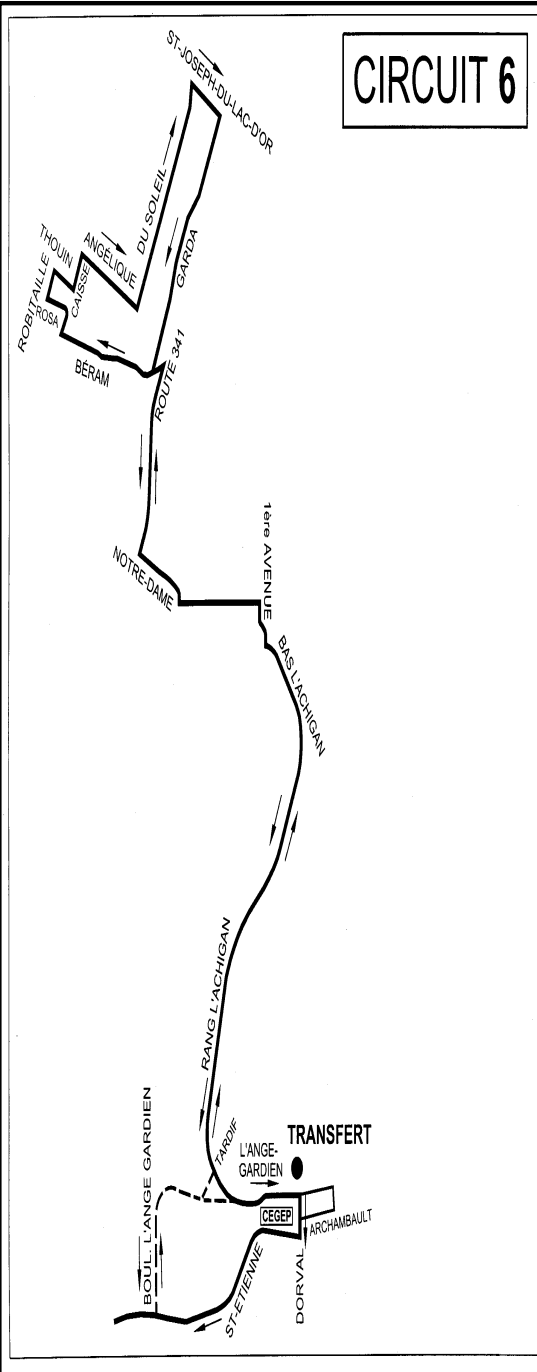 CIRCUIT 6
ST-JOSEPH-DU-LAC-D'OR
DU SOLEIL
GARDA
THOUIN
ANGÉLIQUE
CAISSE
ROBITAILLE
ROSA
BÉRAM
ROUTE 341
NOTRE-DAME
1ère AVENUE
BAS L'ACHIGAN
RANG L'ACHIGAN
TARDIF
BOUL. L'ANGE GARDIEN
TRANSFERT
L'ANGE-
GARDIEN
CEGEP
ARCHAMBAULT
DORVAL
ST-ETIENNE